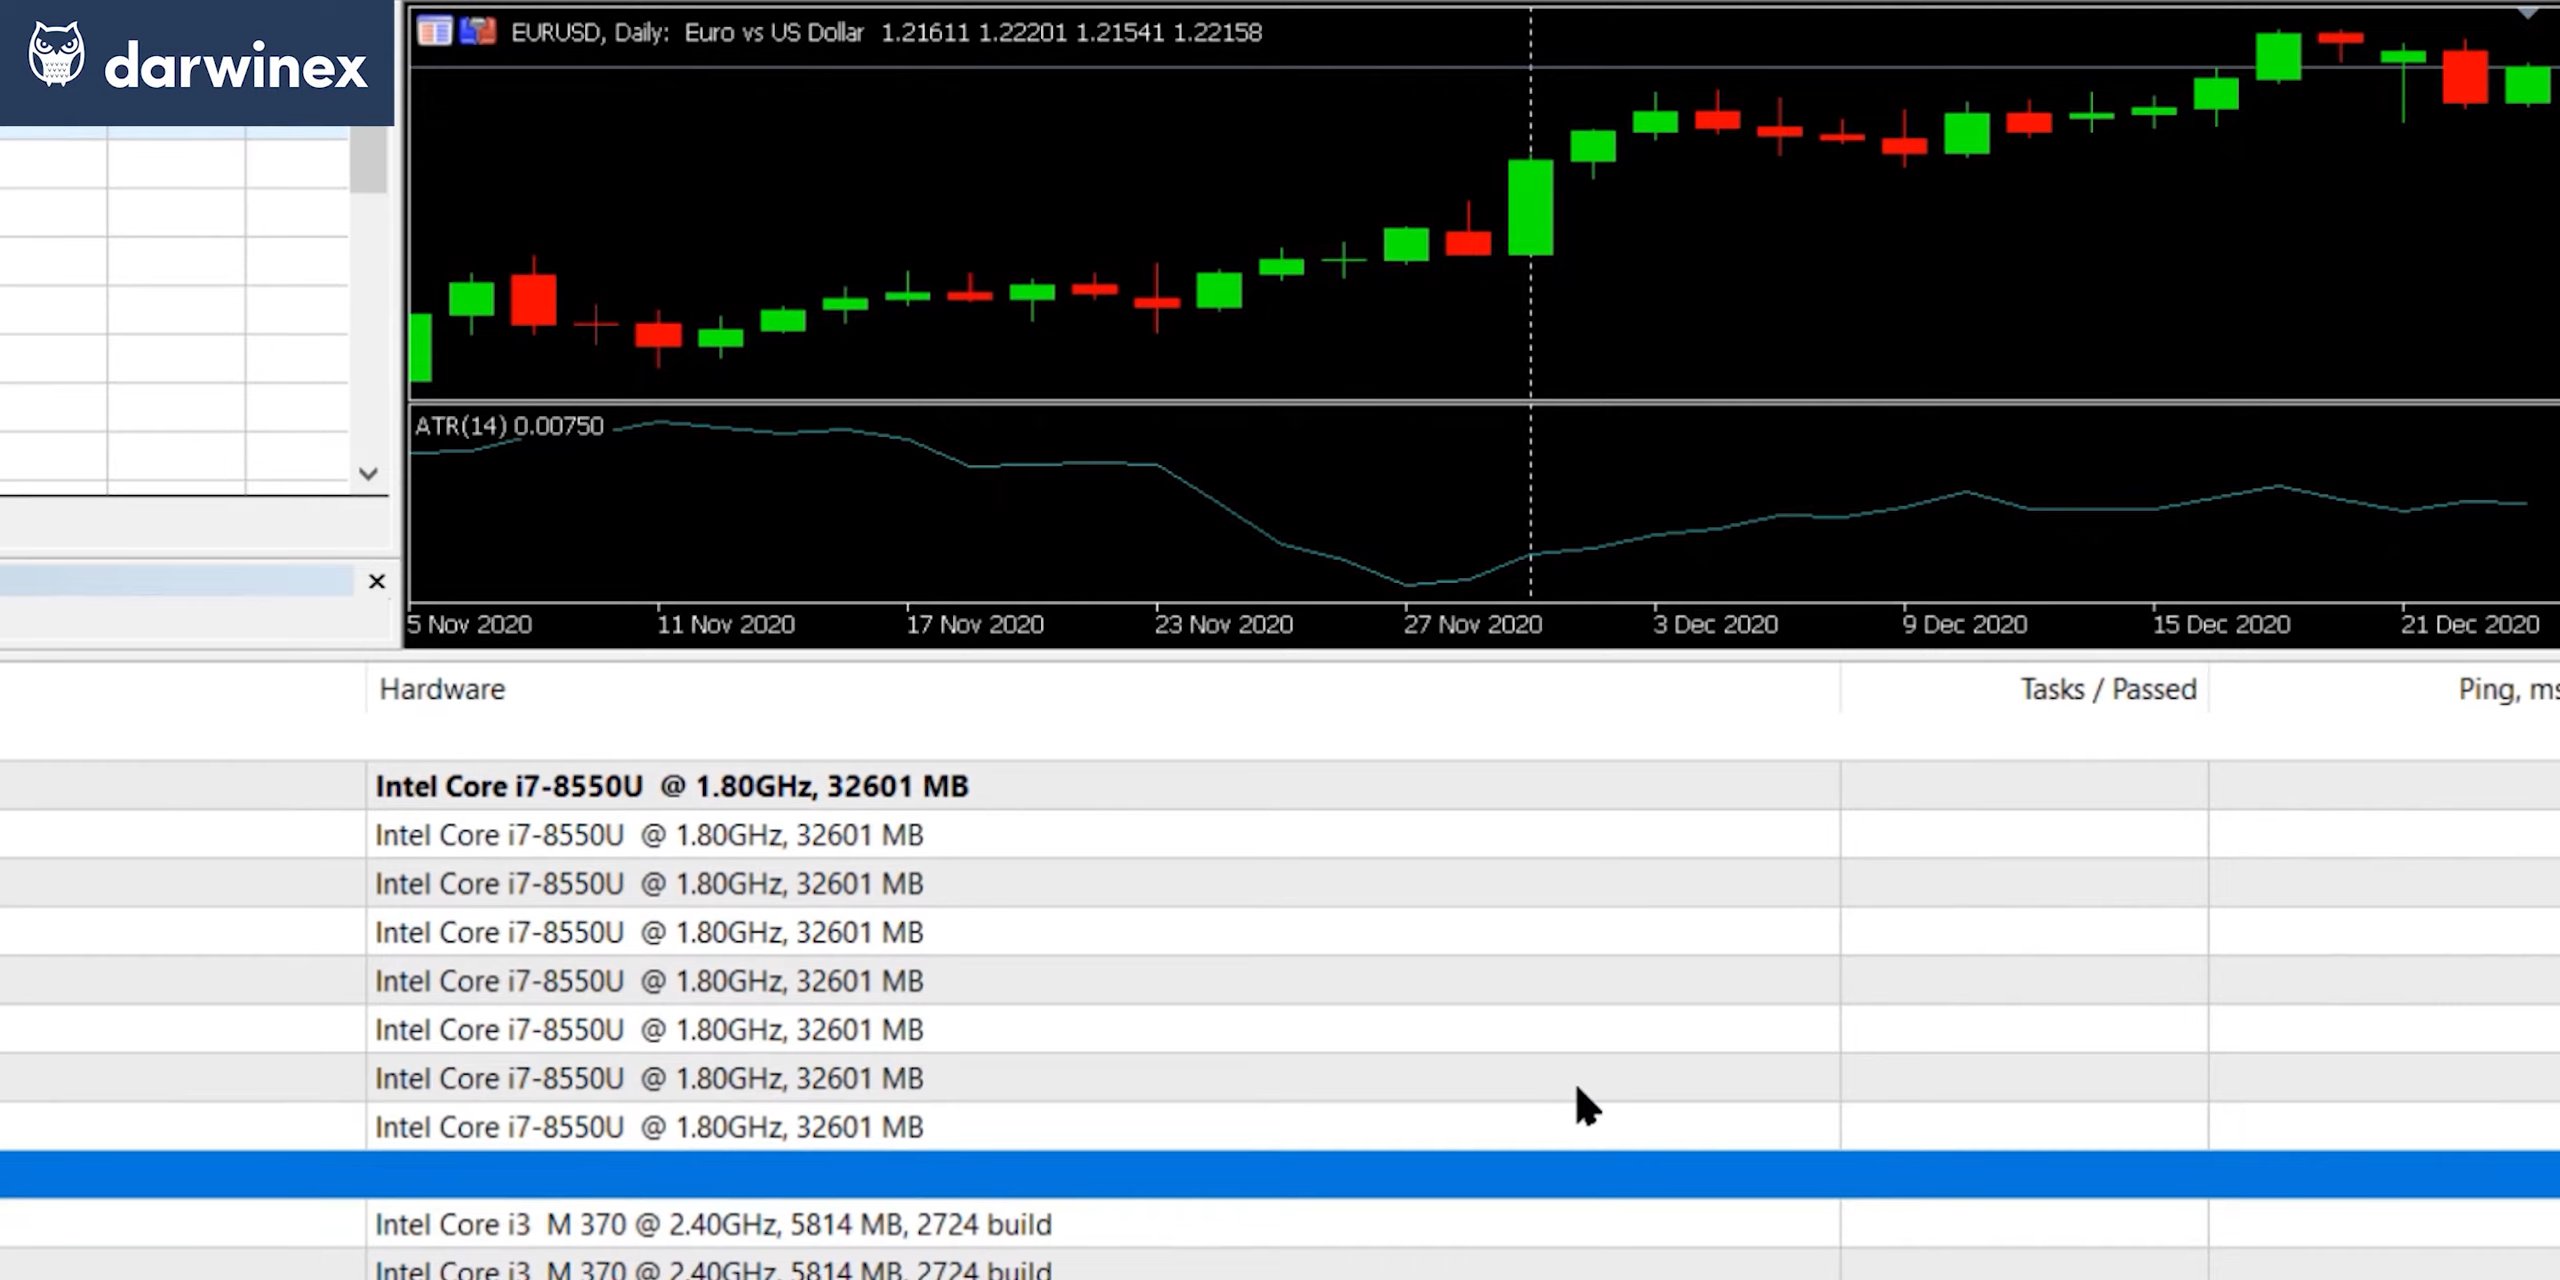 darwinex
EURUSD, Daily: Euro vs US Dollar 1.21611 1.22201 1.21541 1.22158
ATR(14) 0.00750
5 Nov 2020 11 Nov 2020 17 Nov 2020 23 Nov 2020 27 Nov 2020 3 Dec 2020 9 Dec 2020 15 Dec 2020 21 Dec 2020
Hardware Tasks / Passed Ping, ms
Intel Core i7-8550U @ 1.80GHz, 32601 MB
Intel Core i7-8550U @ 1.80GHz, 32601 MB
Intel Core i7-8550U @ 1.80GHz, 32601 MB
Intel Core i7-8550U @ 1.80GHz, 32601 MB
Intel Core i7-8550U @ 1.80GHz, 32601 MB
Intel Core i7-8550U @ 1.80GHz, 32601 MB
Intel Core i7-8550U @ 1.80GHz, 32601 MB
Intel Core i7-8550U @ 1.80GHz, 32601 MB
Intel Core i3 M 370 @ 2.40GHz, 5814 MB, 2724 build
Intel Core i3 M 370 @ 2.40GHz, 5814 MB, 2724 build